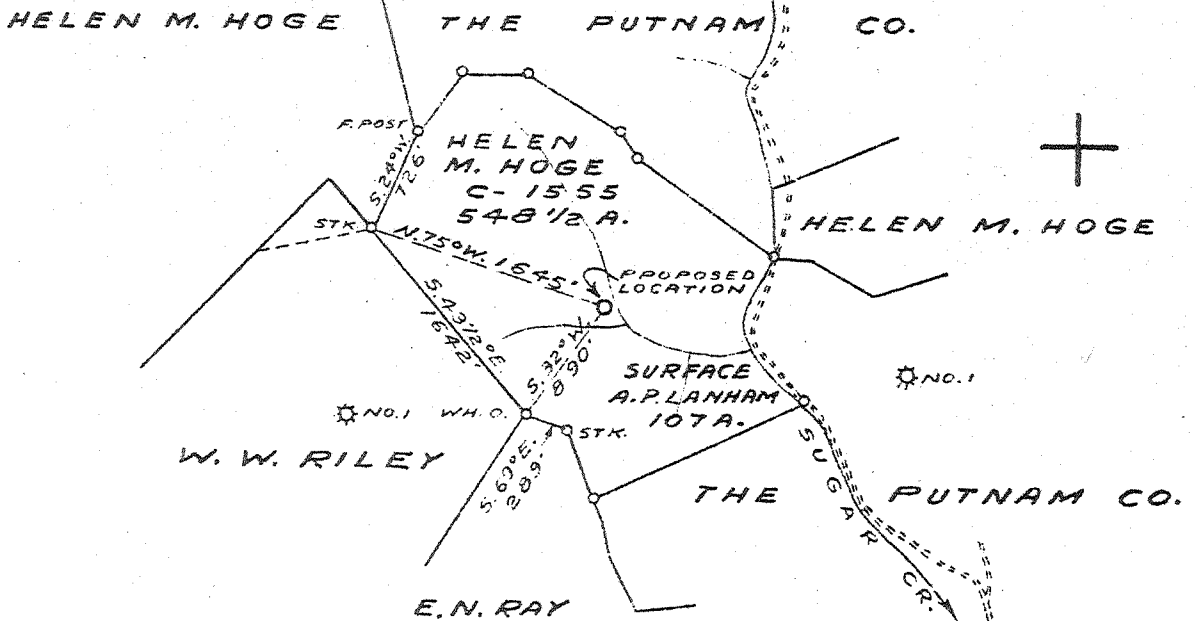 HELEN M. HOGE
THE PUTNAM CO.
F. POST
S. 24° W.
726'
HELEN
M. HOGE
C- 1555
548 1/2 A.
STK.
N. 75° W. 1645'
HELEN M. HOGE
PROPOSED
LOCATION
S. 43 1/2° E.
1642'
S. 32° W.
890'
SURFACE
A.P. LANHAM
107 A.
NO. 1
NO. 1
WH. O.
STK.
W. W. RILEY
289'
THE PUTNAM CO.
SUGAR CR.
E. N. RAY